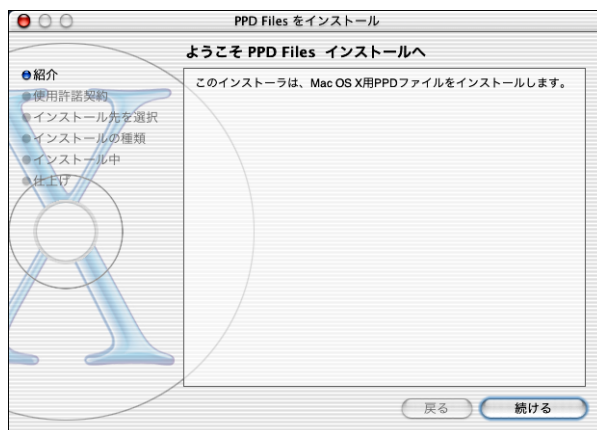 PPD Files をインストール
ようこそ PPD Files インストールへ
紹介
使用許諾契約
インストール先を選択
インストールの種類
インストール中
仕上げ
このインストーラは、Mac OS X用PPDファイルをインストールします。
戻る
続ける